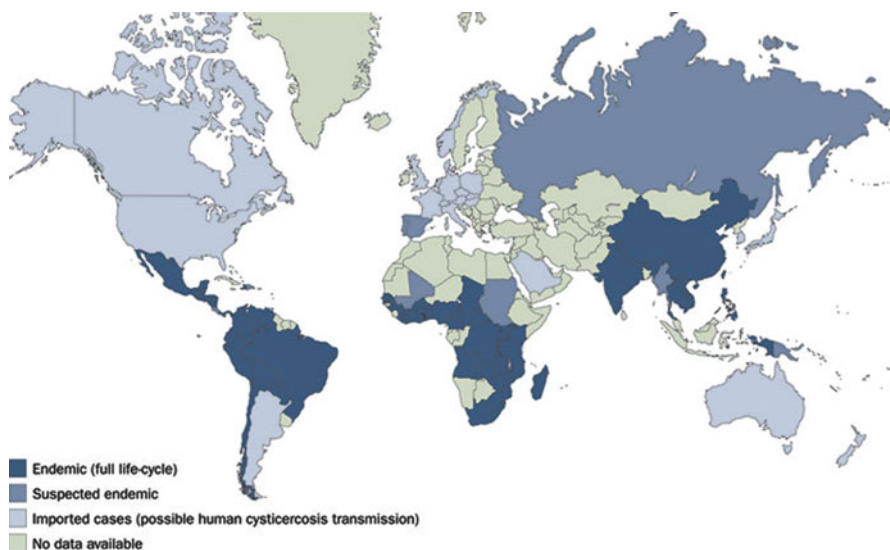 Endemic (full life-cycle)
Suspected endemic
Imported cases (possible human cysticercosis transmission)
No data available